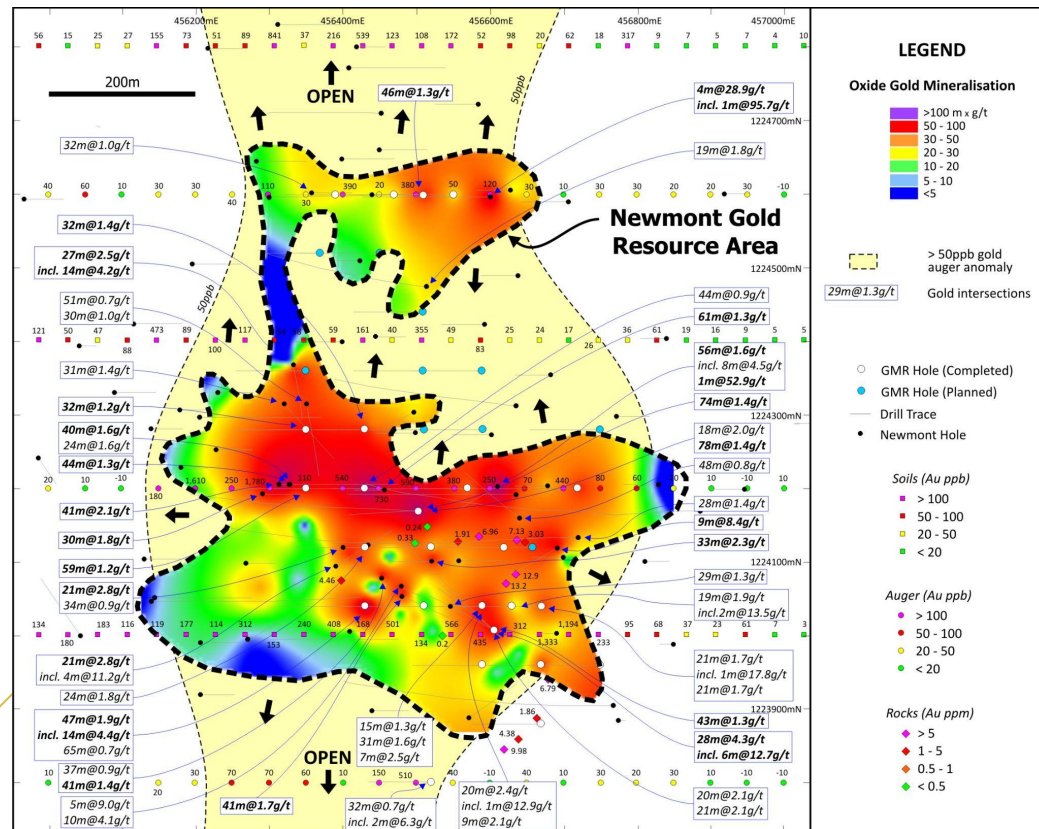 456200mE 456400mE 456600mE 456800mE 457000mE
56 15 25 27 155 73 51 89 841 37 216 539 123 108 172 52 98 20 62 18 317 9 7 5 7 4 10
200m
OPEN
50ppb
46m@1.3g/t
4m@28.9g/t
incl. 1m@95.7g/t
1224700mN
32m@1.0g/t
19m@1.8g/t
40 60 10 30 20 30 40 110 30 390 20 380 50 120 30 10 30 20 20 30 20 30 -10
Newmont Gold
Resource Area
32m@1.4g/t
27m@2.5g/t
incl. 14m@4.2g/t
1224500mN
50ppb
51m@0.7g/t
30m@1.0g/t
44m@0.9g/t
61m@1.3g/t
121 50 47 88 473 89 100 117 59 161 40 355 49 83 25 24 17 26 36 61 19 16 9 5 5
56m@1.6g/t
incl. 8m@4.5g/t
1m@52.9g/t
31m@1.4g/t
74m@1.4g/t
32m@1.2g/t
1224300mN
40m@1.6g/t
24m@1.6g/t
18m@2.0g/t
78m@1.4g/t
44m@1.3g/t
48m@0.8g/t
20 10 -10 180 1,610 250 1,780 110 540 730 590 380 250 70 440 80 60 20 10 -10 10 20
41m@2.1g/t
28m@1.4g/t
9m@8.4g/t
0.24 0.33 1.91 6.96 7.13 3.03
30m@1.8g/t
33m@2.3g/t
1224100mN
59m@1.2g/t
4.46 12.9 13.2
29m@1.3g/t
21m@2.8g/t
34m@0.9g/t
19m@1.9g/t
incl.2m@13.5g/t
134 180 183 116 119 177 114 312 153 240 408 168 501 134 0.2 566 435 312 1,333 1,194 233 95 68 37 23 61 7 3
21m@2.8g/t
incl. 4m@11.2g/t
21m@1.7g/t
incl. 1m@17.8g/t
21m@1.7g/t
24m@1.8g/t
6.79
1223900mN
47m@1.9g/t
incl. 14m@4.4g/t
65m@0.7g/t
15m@1.3g/t
31m@1.6g/t
7m@2.5g/t
1.86
4.38
9.98
43m@1.3g/t
28m@4.3g/t
incl. 6m@12.7g/t
37m@0.9g/t
41m@1.4g/t
OPEN
10 20 30 20 70 70 60 10 150 510 40 -10 40 20 20 10 10 10 -10 10 -10
5m@9.0g/t
10m@4.1g/t
41m@1.7g/t
32m@0.7g/t
incl. 2m@6.3g/t
20m@2.4g/t
incl. 1m@12.9g/t
9m@2.1g/t
20m@2.1g/t
21m@2.1g/t
LEGEND
Oxide Gold Mineralisation
>100 m x g/t
50 - 100
30 - 50
20 - 30
10 - 20
5 - 10
<5
> 50ppb gold
auger anomaly
29m@1.3g/t Gold intersections
GMR Hole (Completed)
GMR Hole (Planned)
Drill Trace
Newmont Hole
Soils (Au ppb)
> 100
50 - 100
20 - 50
< 20
Auger (Au ppb)
> 100
50 - 100
20 - 50
< 20
Rocks (Au ppm)
> 5
1 - 5
0.5 - 1
< 0.5